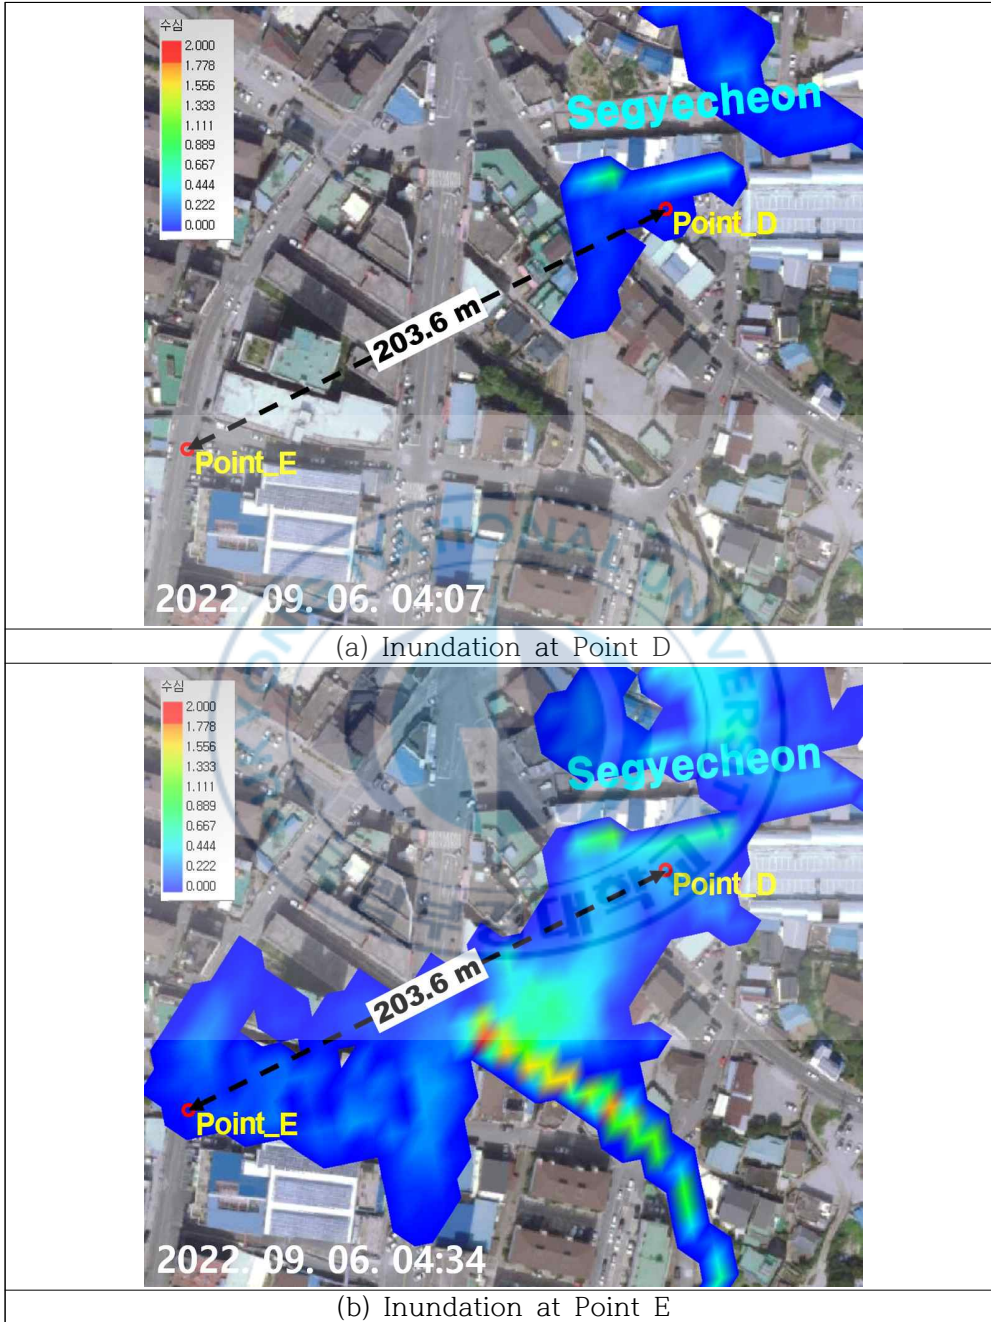 수심
2.000
1.778
1.556
1.333
1.111
0.889
0.667
0.444
0.222
0.000
Segyecheon
Point_D
203.6 m
Point_E
2022. 09. 06. 04:07
(a) Inundation at Point D
수심
2.000
1.778
1.556
1.333
1.111
0.889
0.667
0.444
0.222
0.000
Segyecheon
Point_D
203.6 m
Point_E
2022. 09. 06. 04:34
(b) Inundation at Point E
NATIONAL UNIVERSITY